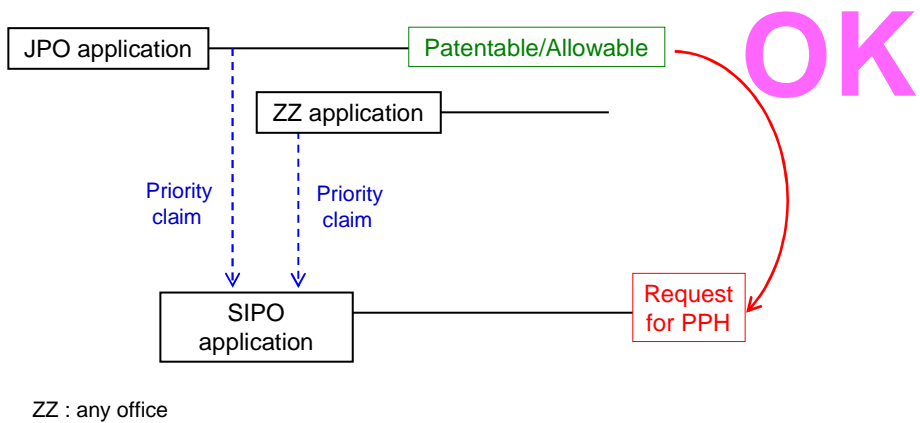 JPO application
Patentable/Allowable
OK
ZZ application
Priority
claim
Priority
claim
SIPO
application
Request
for PPH
ZZ : any office